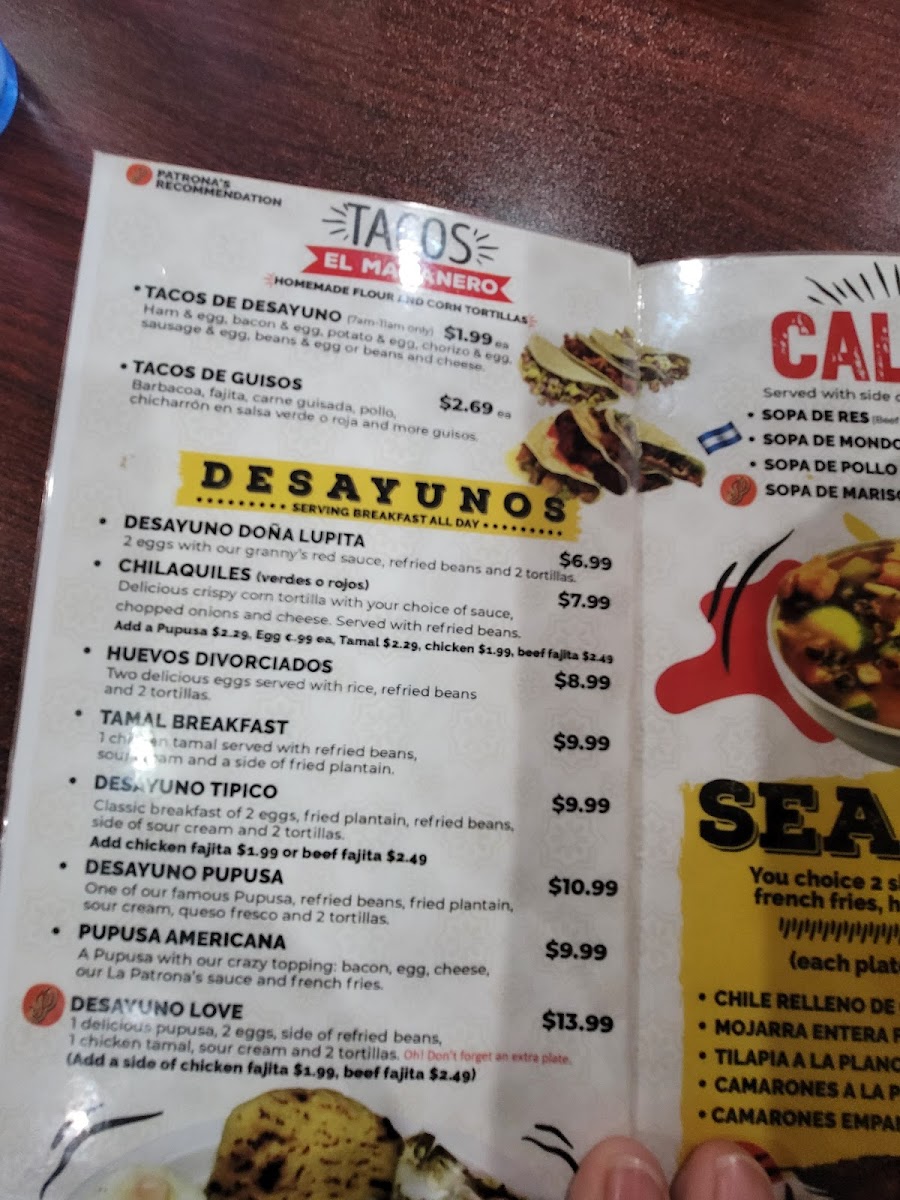 PATRONA'S
RECOMMENDATION
TACOS
EL MAÑANERO
HOMEMADE FLOUR AND CORN TORTILLAS
• TACOS DE DESAYUNO (7am-11am only) $1.99 ea
Ham & egg, bacon & egg, potato & egg, chorizo & egg,
sausage & egg, beans & egg or beans and cheese.
• TACOS DE GUISOS $2.69 ea
Barbacoa, fajita, carne guisada, pollo,
chicharrón en salsa verde o roja and more guisos.
DESAYUNOS
SERVING BREAKFAST ALL DAY
• DESAYUNO DOÑA LUPITA $6.99
2 eggs with our granny's red sauce, refried beans and 2 tortillas.
• CHILAQUILES (verdes o rojos) $7.99
Delicious crispy corn tortilla with your choice of sauce,
chopped onions and cheese. Served with refried beans.
Add a Pupusa $2.29, Egg ¢.99 ea, Tamal $2.29, chicken $1.99, beef fajita $2.49
• HUEVOS DIVORCIADOS $8.99
Two delicious eggs served with rice, refried beans
and 2 tortillas.
• TAMAL BREAKFAST $9.99
1 chicken tamal served with refried beans,
sour cream and a side of fried plantain.
• DESAYUNO TIPICO $9.99
Classic breakfast of 2 eggs, fried plantain, refried beans,
side of sour cream and 2 tortillas.
Add chicken fajita $1.99 or beef fajita $2.49
• DESAYUNO PUPUSA $10.99
One of our famous Pupusa, refried beans, fried plantain,
sour cream, queso fresco and 2 tortillas.
• PUPUSA AMERICANA $9.99
A Pupusa with our crazy topping: bacon, egg, cheese,
our La Patrona's sauce and french fries.
DESAYUNO LOVE $13.99
1 delicious pupusa, 2 eggs, side of refried beans,
1 chicken tamal, sour cream and 2 tortillas. Oh! Don't forget an extra plate.
(Add a side of chicken fajita $1.99, beef fajita $2.49)
CAL
Served with side
• SOPA DE RES (Beef
• SOPA DE MONDO
• SOPA DE POLLO
SOPA DE MARISC
SEA
You choice 2 s
french fries, h
(each plat
• CHILE RELLENO DE
• MOJARRA ENTERA F
• TILAPIA A LA PLANC
• CAMARONES A LA P
• CAMARONES EMPA